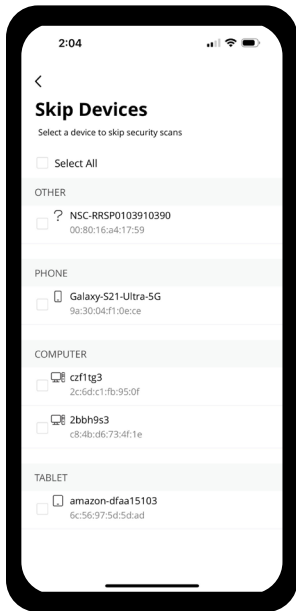 2:04
Skip Devices
Select a device to skip security scans
Select All
OTHER
NSC-RRSP0103910390
00:80:16:a4:17:59
PHONE
Galaxy-S21-Ultra-5G
9a:30:04:f1:0e:ce
COMPUTER
czf1tg3
2c:6d:c1:fb:95:0f
2bbh9s3
c8:4b:d6:73:4f:1e
TABLET
amazon-dfaa15103
6c:56:97:5d:5d:ad